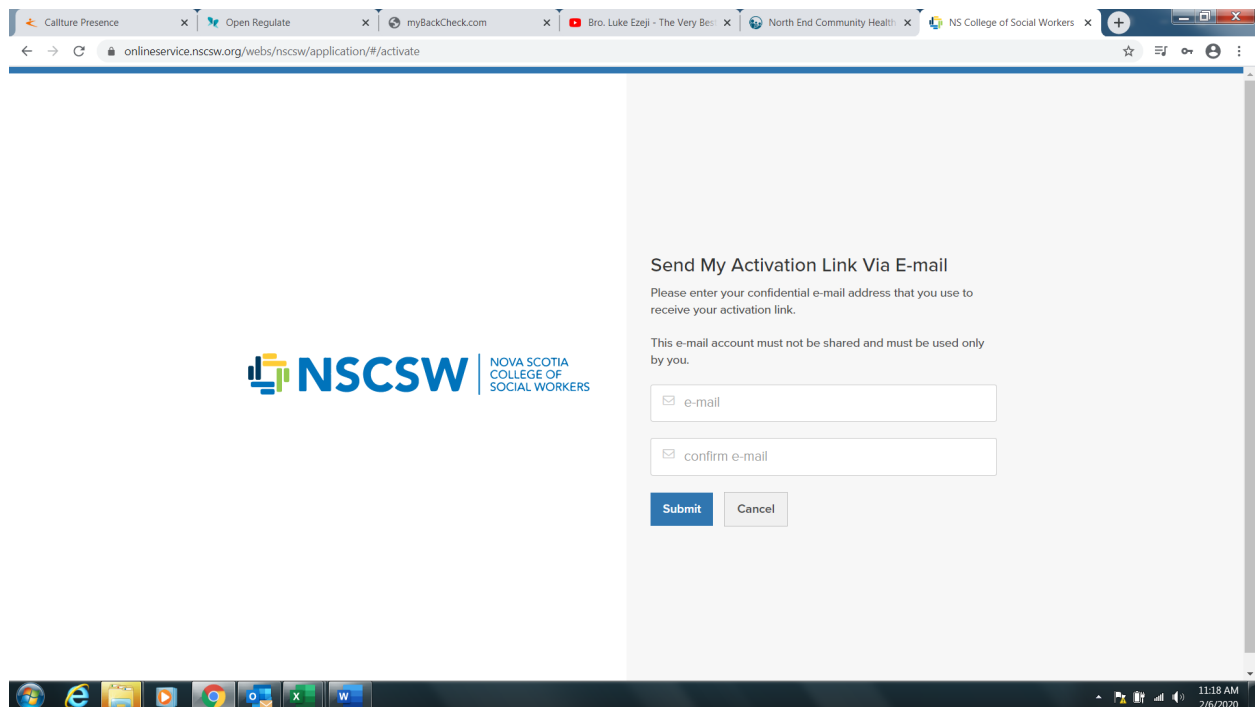 Callture Presence
Open Regulate
myBackCheck.com
Bro. Luke Ezeji - The Very Best
North End Community Health
NS College of Social Workers
onlineservice.nscsw.org/webs/nscsw/application/#/activate
NSCSW
NOVA SCOTIA
COLLEGE OF
SOCIAL WORKERS
Send My Activation Link Via E-mail
Please enter your confidential e-mail address that you use to
receive your activation link.
This e-mail account must not be shared and must be used only
by you.
e-mail
confirm e-mail
Submit
Cancel
11:18 AM
2/6/2020